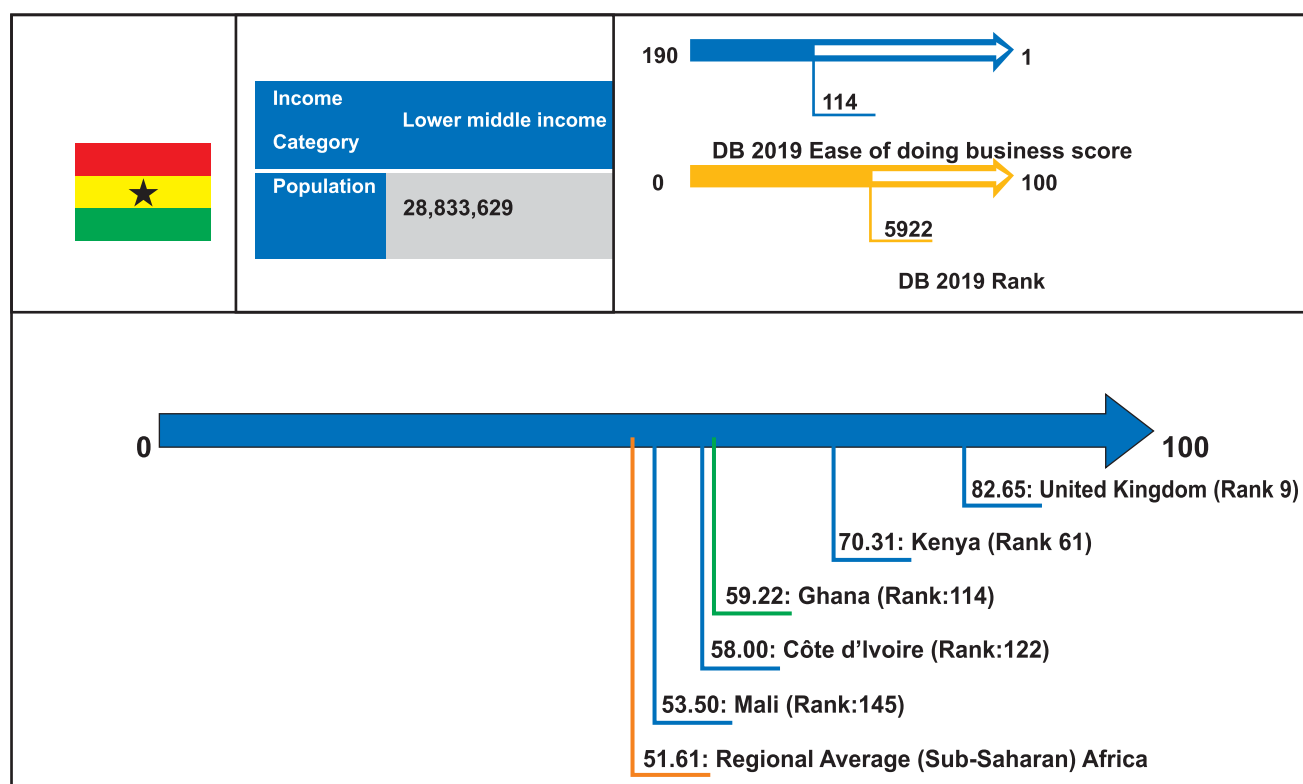 Income
Category
Lower middle income
Population
28,833,629
190
1
114
DB 2019 Ease of doing business score
0
100
5922
DB 2019 Rank
0
100
82.65: United Kingdom (Rank 9)
70.31: Kenya (Rank 61)
59.22: Ghana (Rank:114)
58.00: Côte d’Ivoire (Rank:122)
53.50: Mali (Rank:145)
51.61: Regional Average (Sub-Saharan) Africa